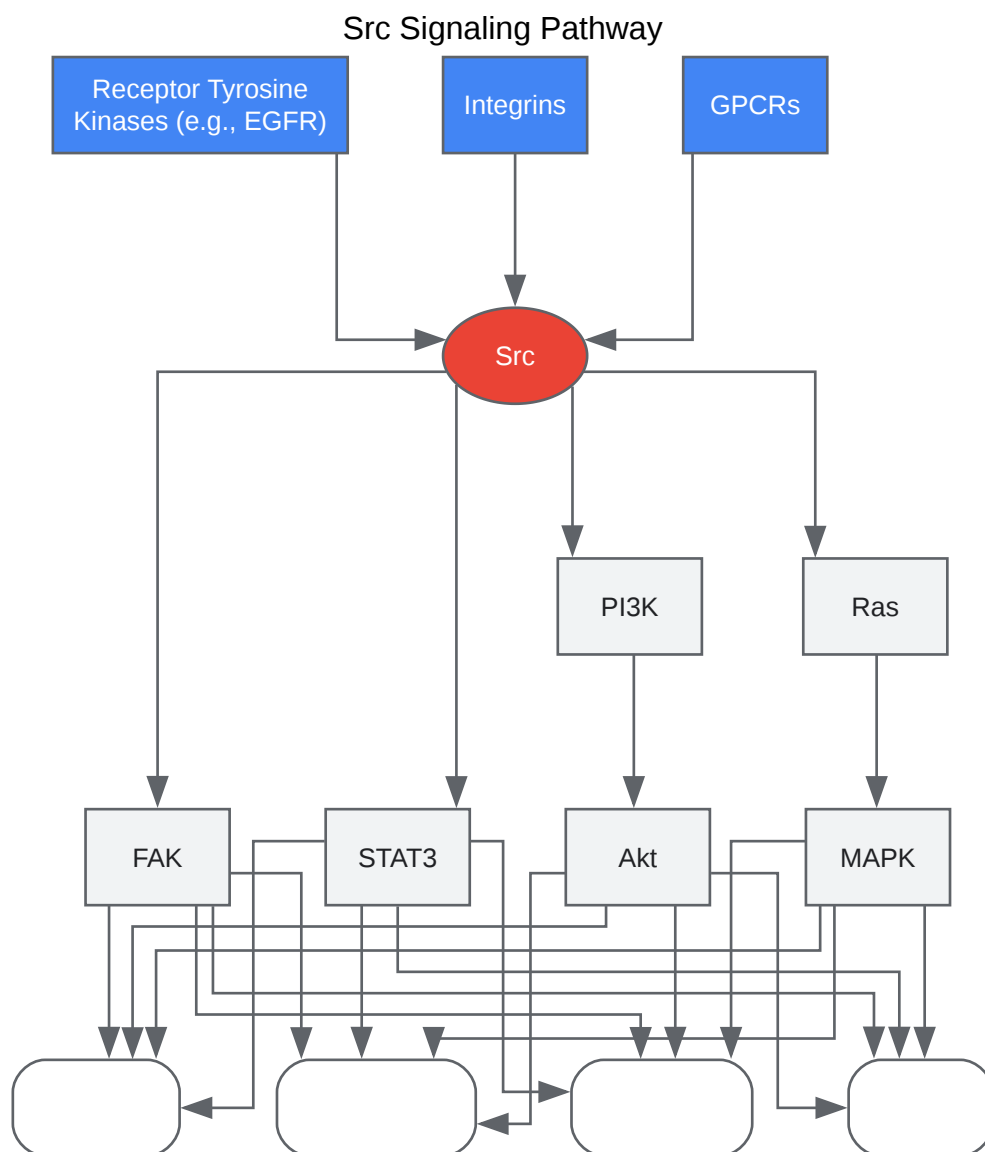 Src Signaling Pathway
Receptor Tyrosine
Kinases (e.g., EGFR)
Integrins
GPCRs
Src
PI3K
Ras
FAK
STAT3
Akt
MAPK